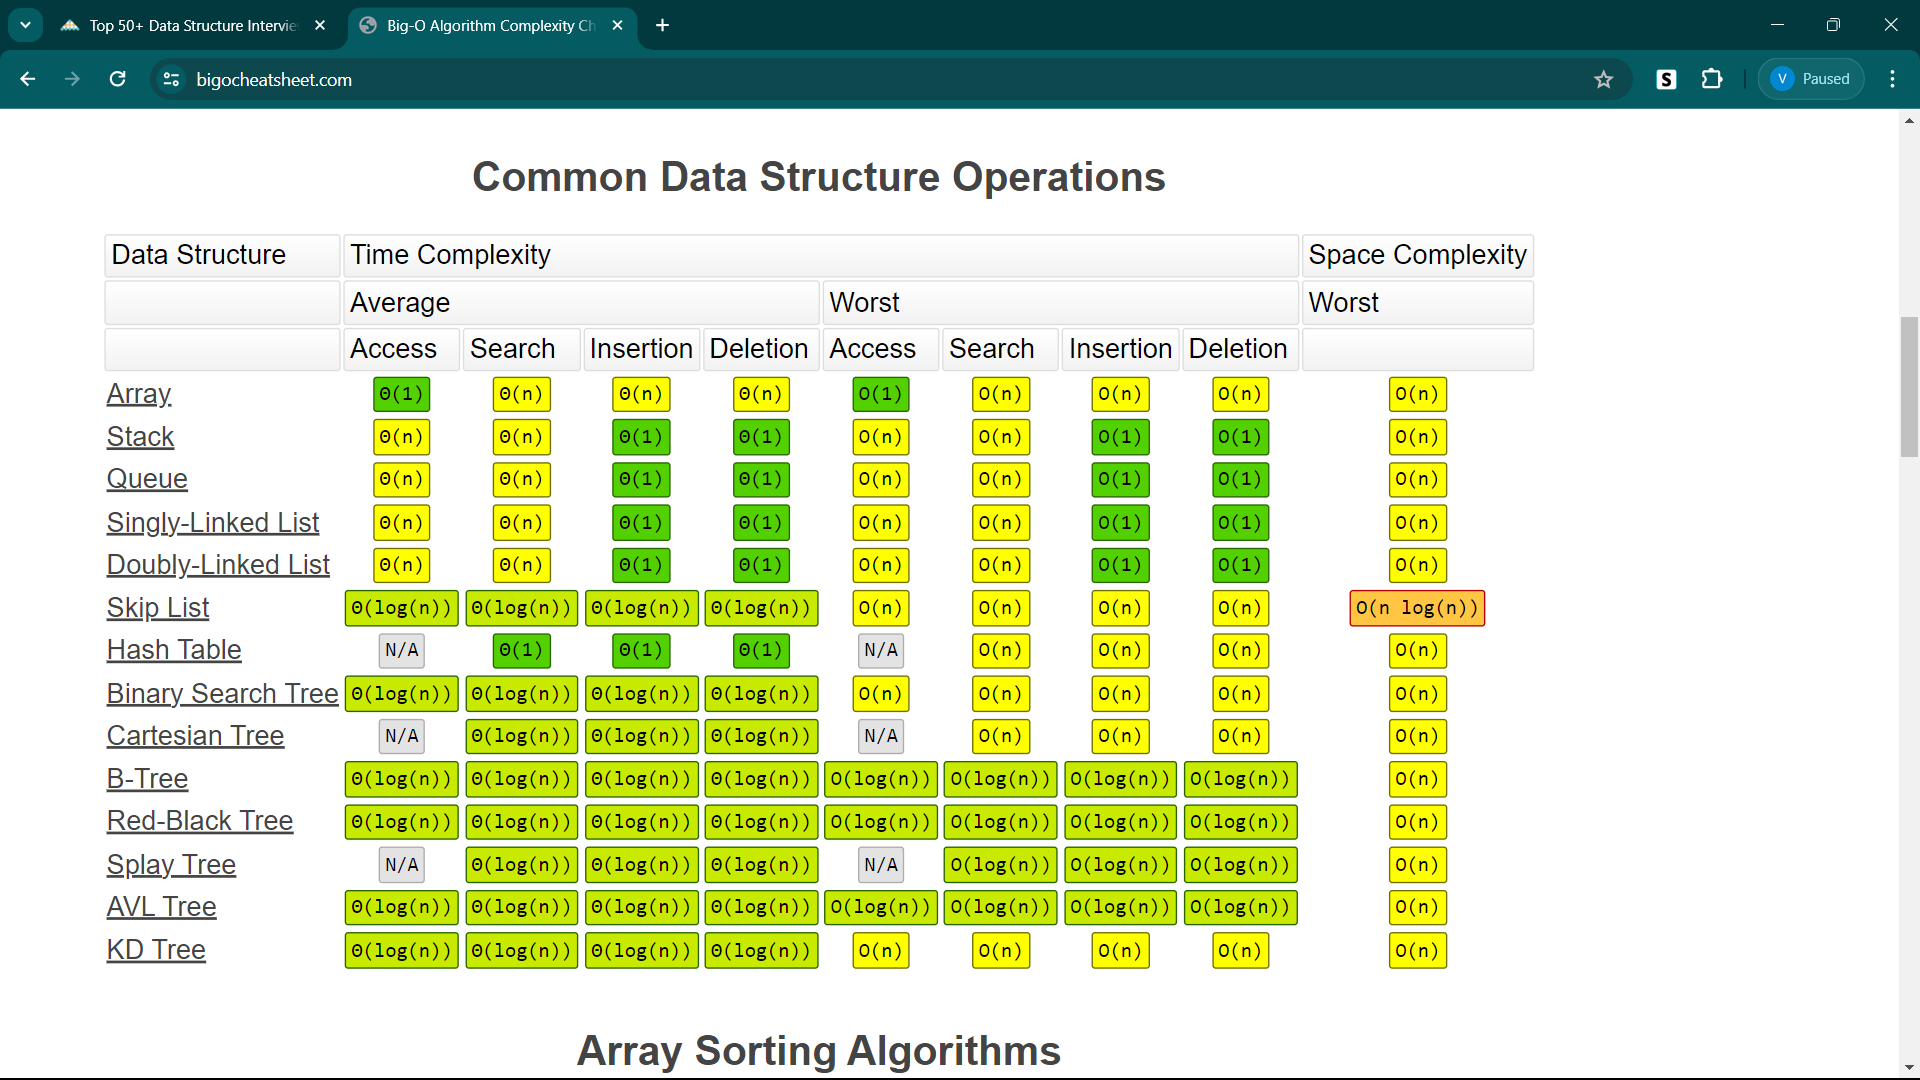 Top 50+ Data Structure Intervie
Big-O Algorithm Complexity Ch
bigocheatsheet.com
S
V Paused
Common Data Structure Operations
Data Structure Time Complexity Space Complexity
Average Worst Worst
Access Search Insertion Deletion Access Search Insertion Deletion
Array Θ(1) Θ(n) Θ(n) Θ(n) O(1) O(n) O(n) O(n) O(n)
Stack Θ(n) Θ(n) Θ(1) Θ(1) O(n) O(n) O(1) O(1) O(n)
Queue Θ(n) Θ(n) Θ(1) Θ(1) O(n) O(n) O(1) O(1) O(n)
Singly-Linked List Θ(n) Θ(n) Θ(1) Θ(1) O(n) O(n) O(1) O(1) O(n)
Doubly-Linked List Θ(n) Θ(n) Θ(1) Θ(1) O(n) O(n) O(1) O(1) O(n)
Skip List Θ(log(n)) Θ(log(n)) Θ(log(n)) Θ(log(n)) O(n) O(n) O(n) O(n) O(n log(n))
Hash Table N/A Θ(1) Θ(1) Θ(1) N/A O(n) O(n) O(n) O(n)
Binary Search Tree Θ(log(n)) Θ(log(n)) Θ(log(n)) Θ(log(n)) O(n) O(n) O(n) O(n) O(n)
Cartesian Tree N/A Θ(log(n)) Θ(log(n)) Θ(log(n)) N/A O(n) O(n) O(n) O(n)
B-Tree Θ(log(n)) Θ(log(n)) Θ(log(n)) Θ(log(n)) O(log(n)) O(log(n)) O(log(n)) O(log(n)) O(n)
Red-Black Tree Θ(log(n)) Θ(log(n)) Θ(log(n)) Θ(log(n)) O(log(n)) O(log(n)) O(log(n)) O(log(n)) O(n)
Splay Tree N/A Θ(log(n)) Θ(log(n)) Θ(log(n)) N/A O(log(n)) O(log(n)) O(log(n)) O(n)
AVL Tree Θ(log(n)) Θ(log(n)) Θ(log(n)) Θ(log(n)) O(log(n)) O(log(n)) O(log(n)) O(log(n)) O(n)
KD Tree Θ(log(n)) Θ(log(n)) Θ(log(n)) Θ(log(n)) O(n) O(n) O(n) O(n) O(n)
Array Sorting Algorithms